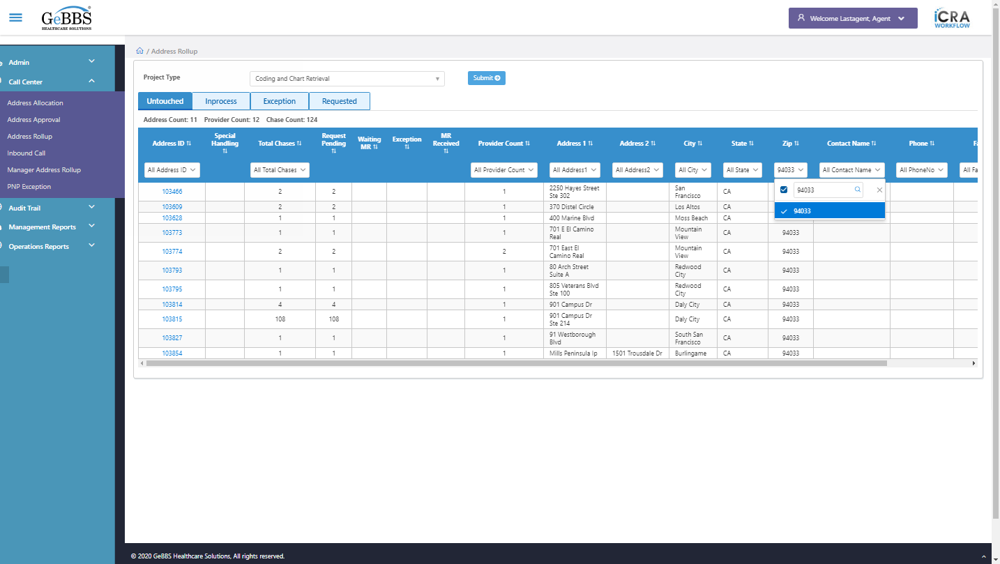 GeBBS
HEALTHCARE SOLUTIONS
Welcome Lastagent, Agent
iCRA
WORKFLOW
Admin
Call Center
Address Allocation
Address Approval
Address Rollup
Inbound Call
Manager Address Rollup
PNP Exception
Audit Trail
Management Reports
Operations Reports
/ Address Rollup
Project Type
Coding and Chart Retrieval
Submit
Untouched Inprocess Exception Requested
Address Count: 11 Provider Count: 12 Chase Count: 124
Address ID Special Handling Total Chases Request Pending Waiting MR Exception MR Received Provider Count Address 1 Address 2 City State Zip Contact Name Phone Fa
All Address ID All Total Chases All Provider Count All Address1 All Address2 All City All State 94033 All Contact Name All PhoneNo All Fa
94033
94033
103466 2 2 1 2250 Hayes Street Ste 302 San Francisco CA
103609 2 2 1 370 Distel Circle Los Altos CA
103628 1 1 1 400 Marine Blvd Moss Beach CA
103773 1 1 1 701 E El Camino Real Mountain View CA 94033
103774 2 2 2 701 East El Camino Real Mountain View CA 94033
103793 1 1 1 80 Arch Street Suite A Redwood City CA 94033
103795 1 1 1 805 Veterans Blvd Ste 100 Redwood City CA 94033
103814 4 4 1 901 Campus Dr Daly City CA 94033
103815 108 108 1 901 Campus Dr Ste 214 Daly City CA 94033
103827 1 1 1 91 Westborough Blvd South San Francisco CA 94033
103854 1 1 1 Mills Peninsula Ip 1501 Trousdale Dr Burlingame CA 94033
© 2020 GeBBS Healthcare Solutions, All rights reserved.